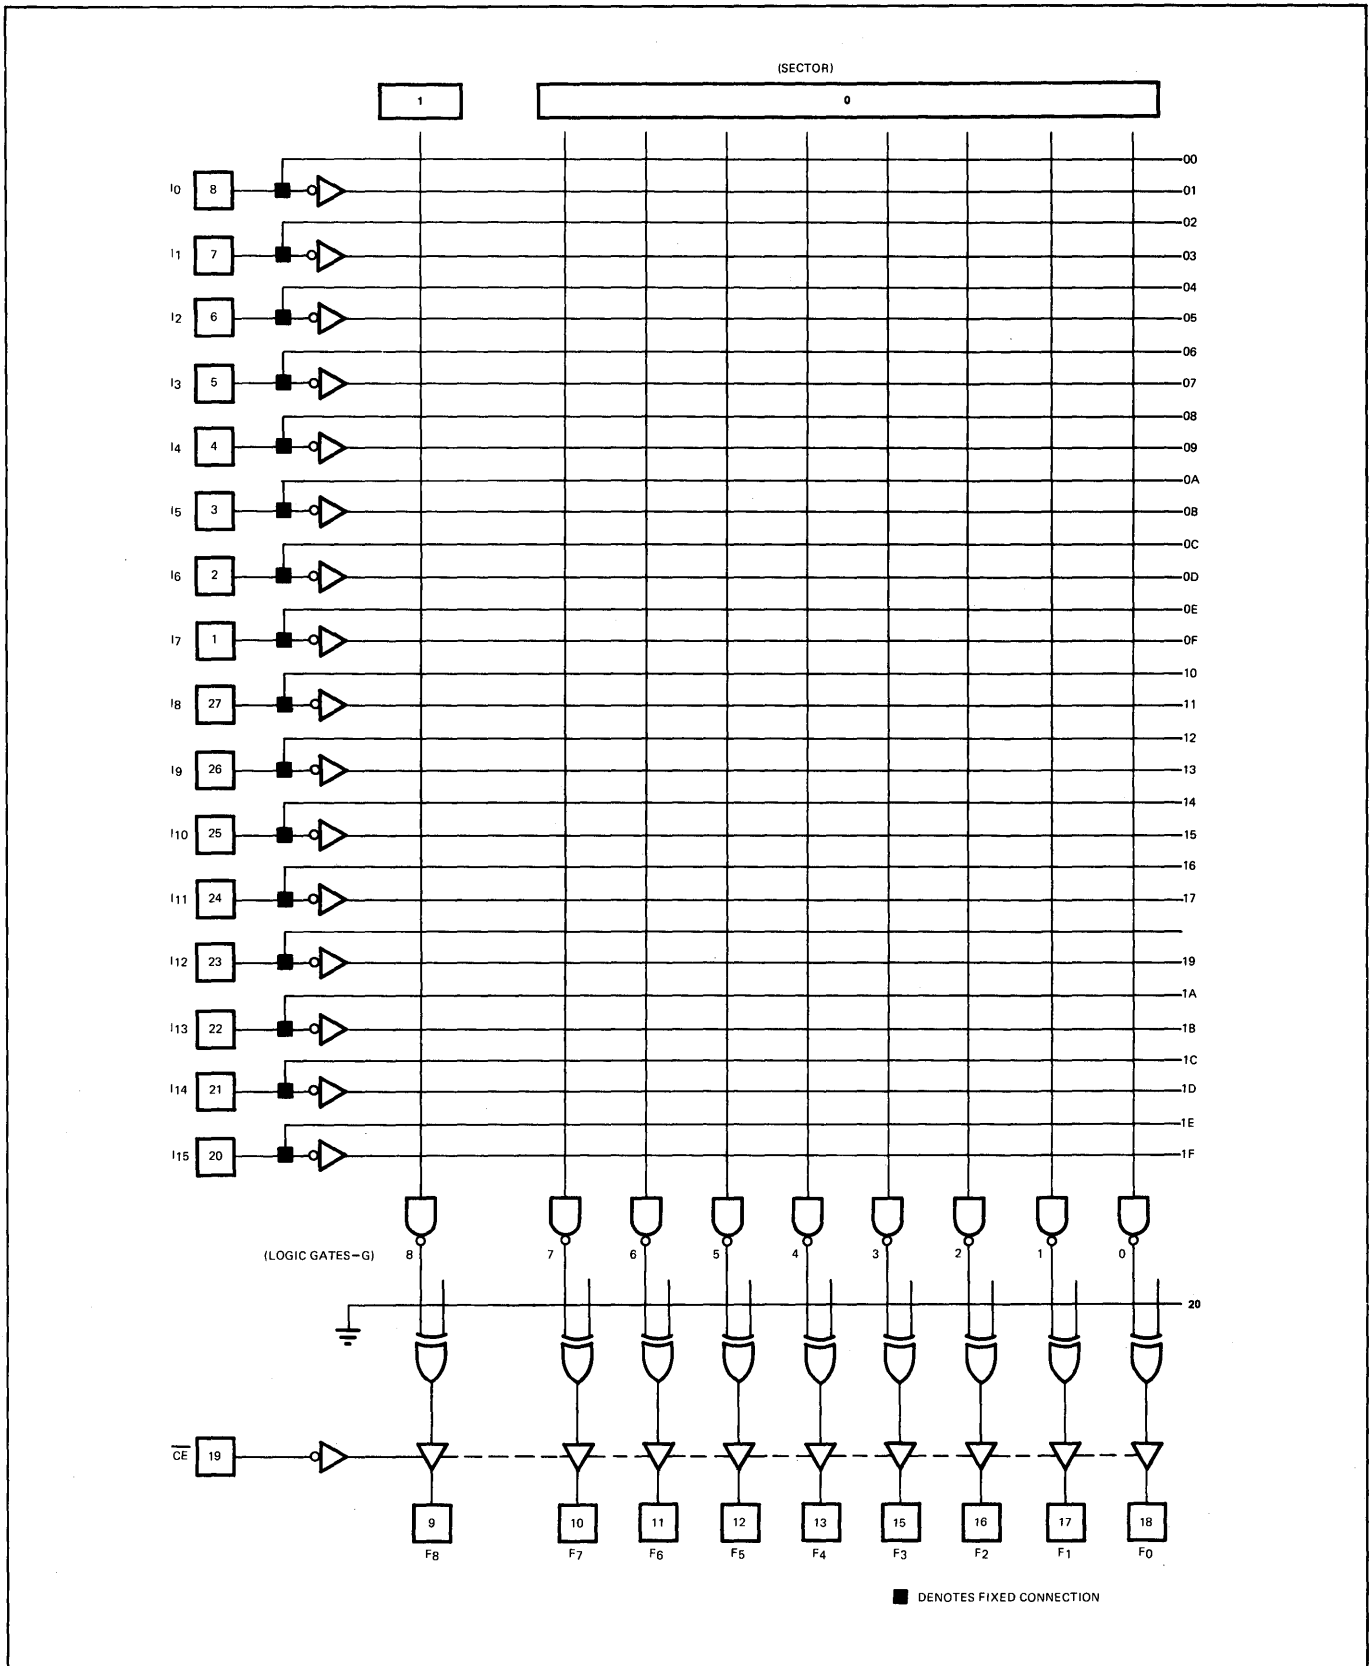 (SECTOR)
1 0
00
I0 8 01
02
I1 7 03
04
I2 6 05
06
I3 5 07
08
I4 4 09
0A
I5 3 0B
0C
I6 2 0D
0E
I7 1 0F
10
I8 27 11
12
I9 26 13
14
I10 25 15
16
I11 24 17
I12 23 19
1A
I13 22 1B
1C
I14 21 1D
1E
I15 20 1F
(LOGIC GATES-G) 8 7 6 5 4 3 2 1 0
20
CE 19
9 10 11 12 13 15 16 17 18
F8 F7 F6 F5 F4 F3 F2 F1 F0
DENOTES FIXED CONNECTION